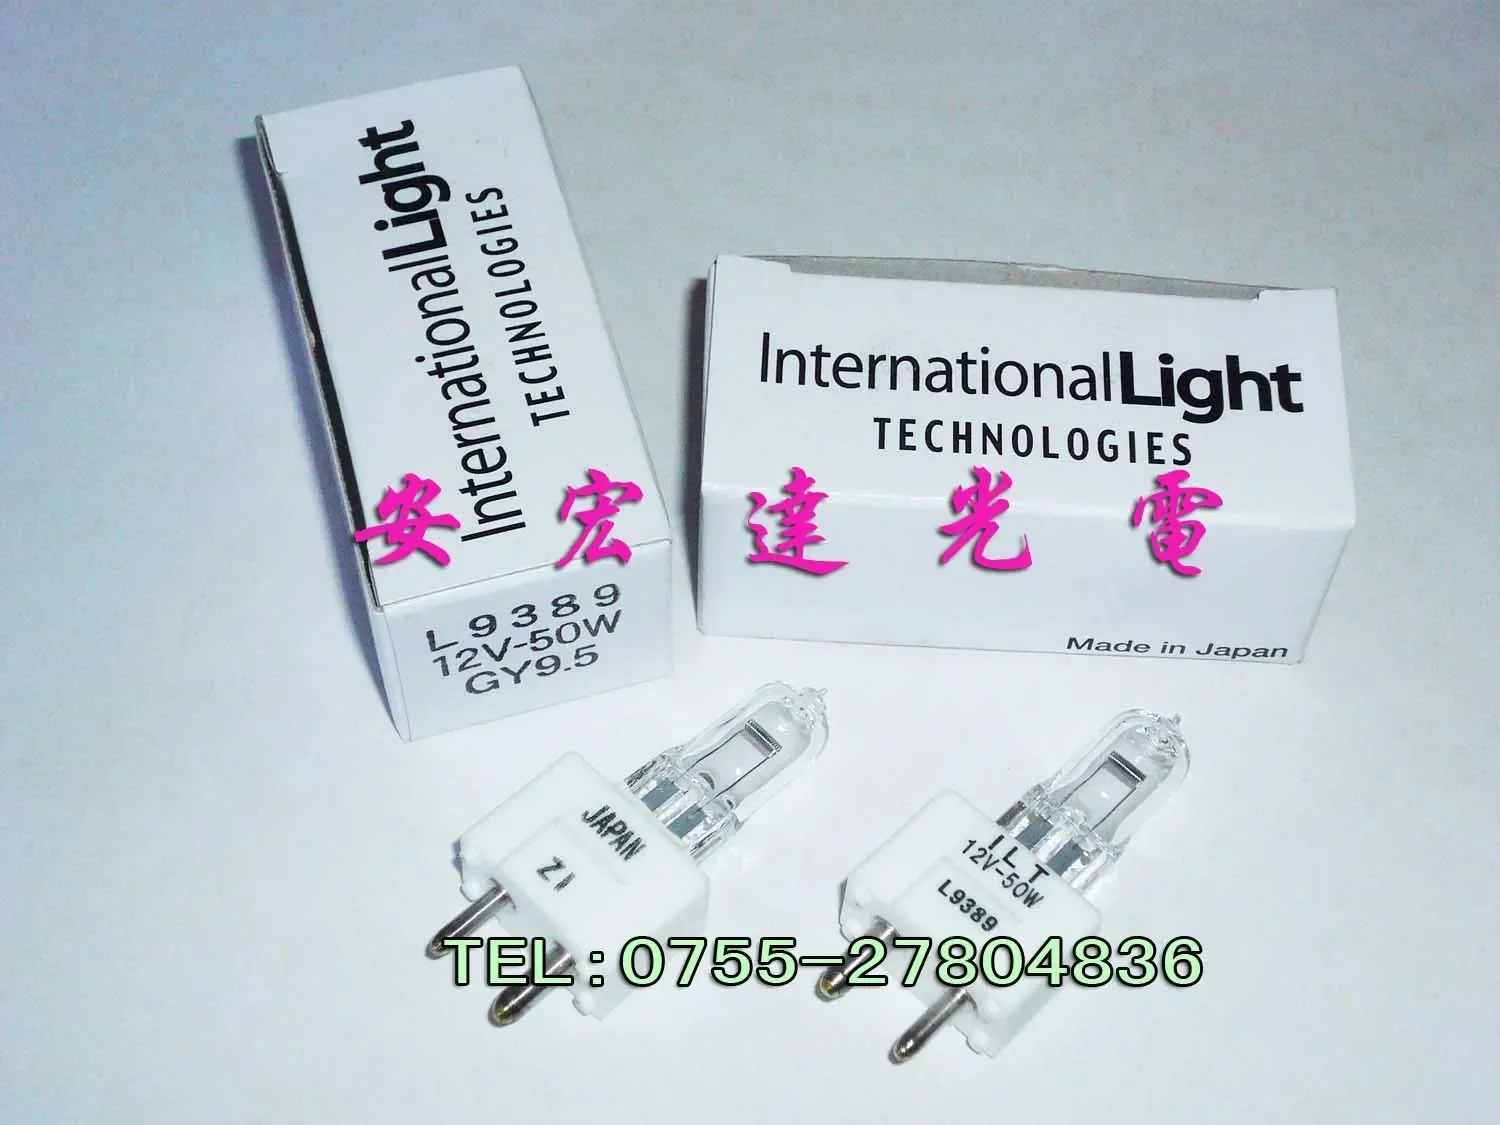 InternationalLight
TECHNOLOGIES
L9389
12V-50W
GY9.5
InternationalLight
TECHNOLOGIES
Made in Japan
安宏達光電
JAPAN
Z1
ILT
12V-50W
L9389
TEL:0755-27804836